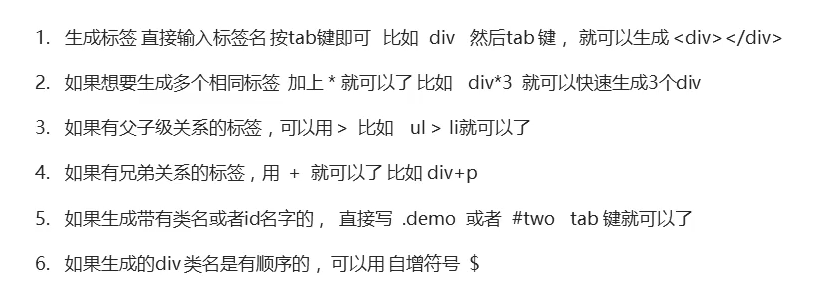 1. 生成标签 直接输入标签名 按tab键即可 比如 div 然后tab 键， 就可以生成 <div></div>
2. 如果想要生成多个相同标签 加上 * 就可以了 比如 div*3 就可以快速生成3个div
3. 如果有父子级关系的标签，可以用 > 比如 ul > li就可以了
4. 如果有兄弟关系的标签，用 + 就可以了 比如 div+p
5. 如果生成带有类名或者id名字的， 直接写 .demo 或者 #two tab 键就可以了
6. 如果生成的div 类名是有顺序的， 可以用 自增符号 $